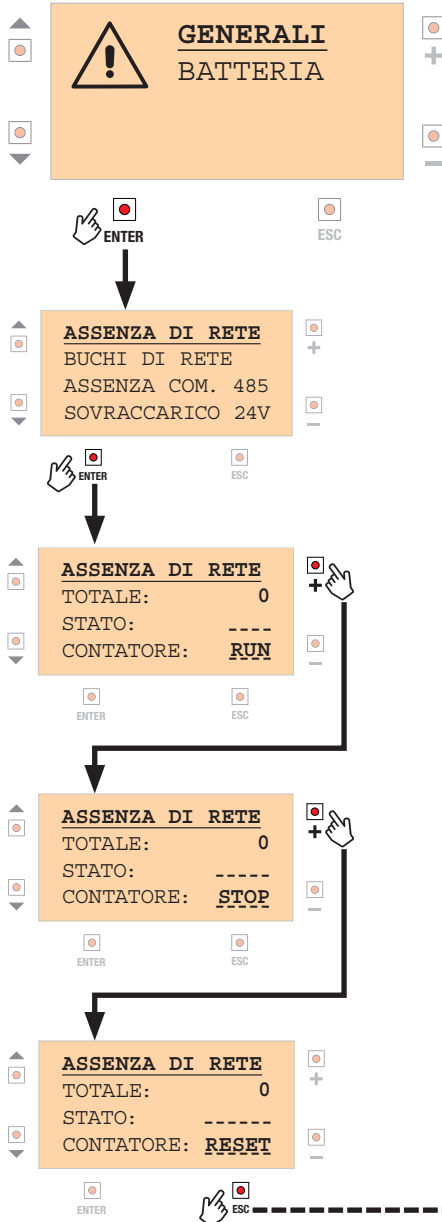 GENERALI
BATTERIA
+
–
ENTER
ESC
ASSENZA DI RETE
BUCHI DI RETE
ASSENZA COM. 485
SOVRACCARICO 24V
+
–
ENTER
ESC
ASSENZA DI RETE
TOTALE: 0
STATO: ----
CONTATORE: RUN
+
–
ENTER
ESC
ASSENZA DI RETE
TOTALE: 0
STATO: -----
CONTATORE: STOP
+
–
ENTER
ESC
ASSENZA DI RETE
TOTALE: 0
STATO: ------
CONTATORE: RESET
+
–
ENTER
ESC